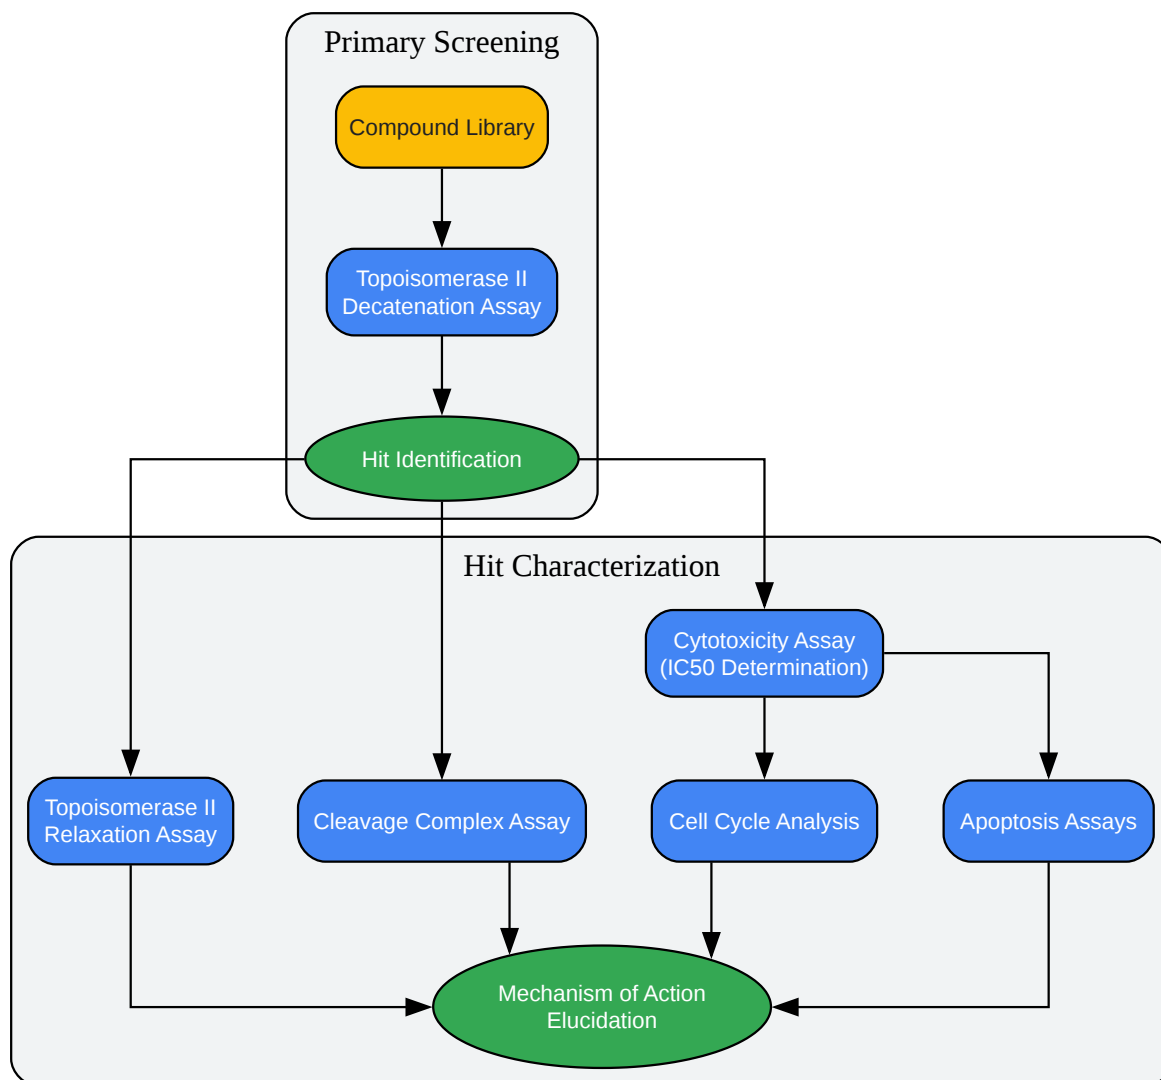 Primary Screening
Compound Library
Topoisomerase II
Decatenation Assay
Hit Identification
Hit Characterization
Cytotoxicity Assay
(IC50 Determination)
Topoisomerase II
Relaxation Assay
Cleavage Complex Assay
Cell Cycle Analysis
Apoptosis Assays
Mechanism of Action
Elucidation